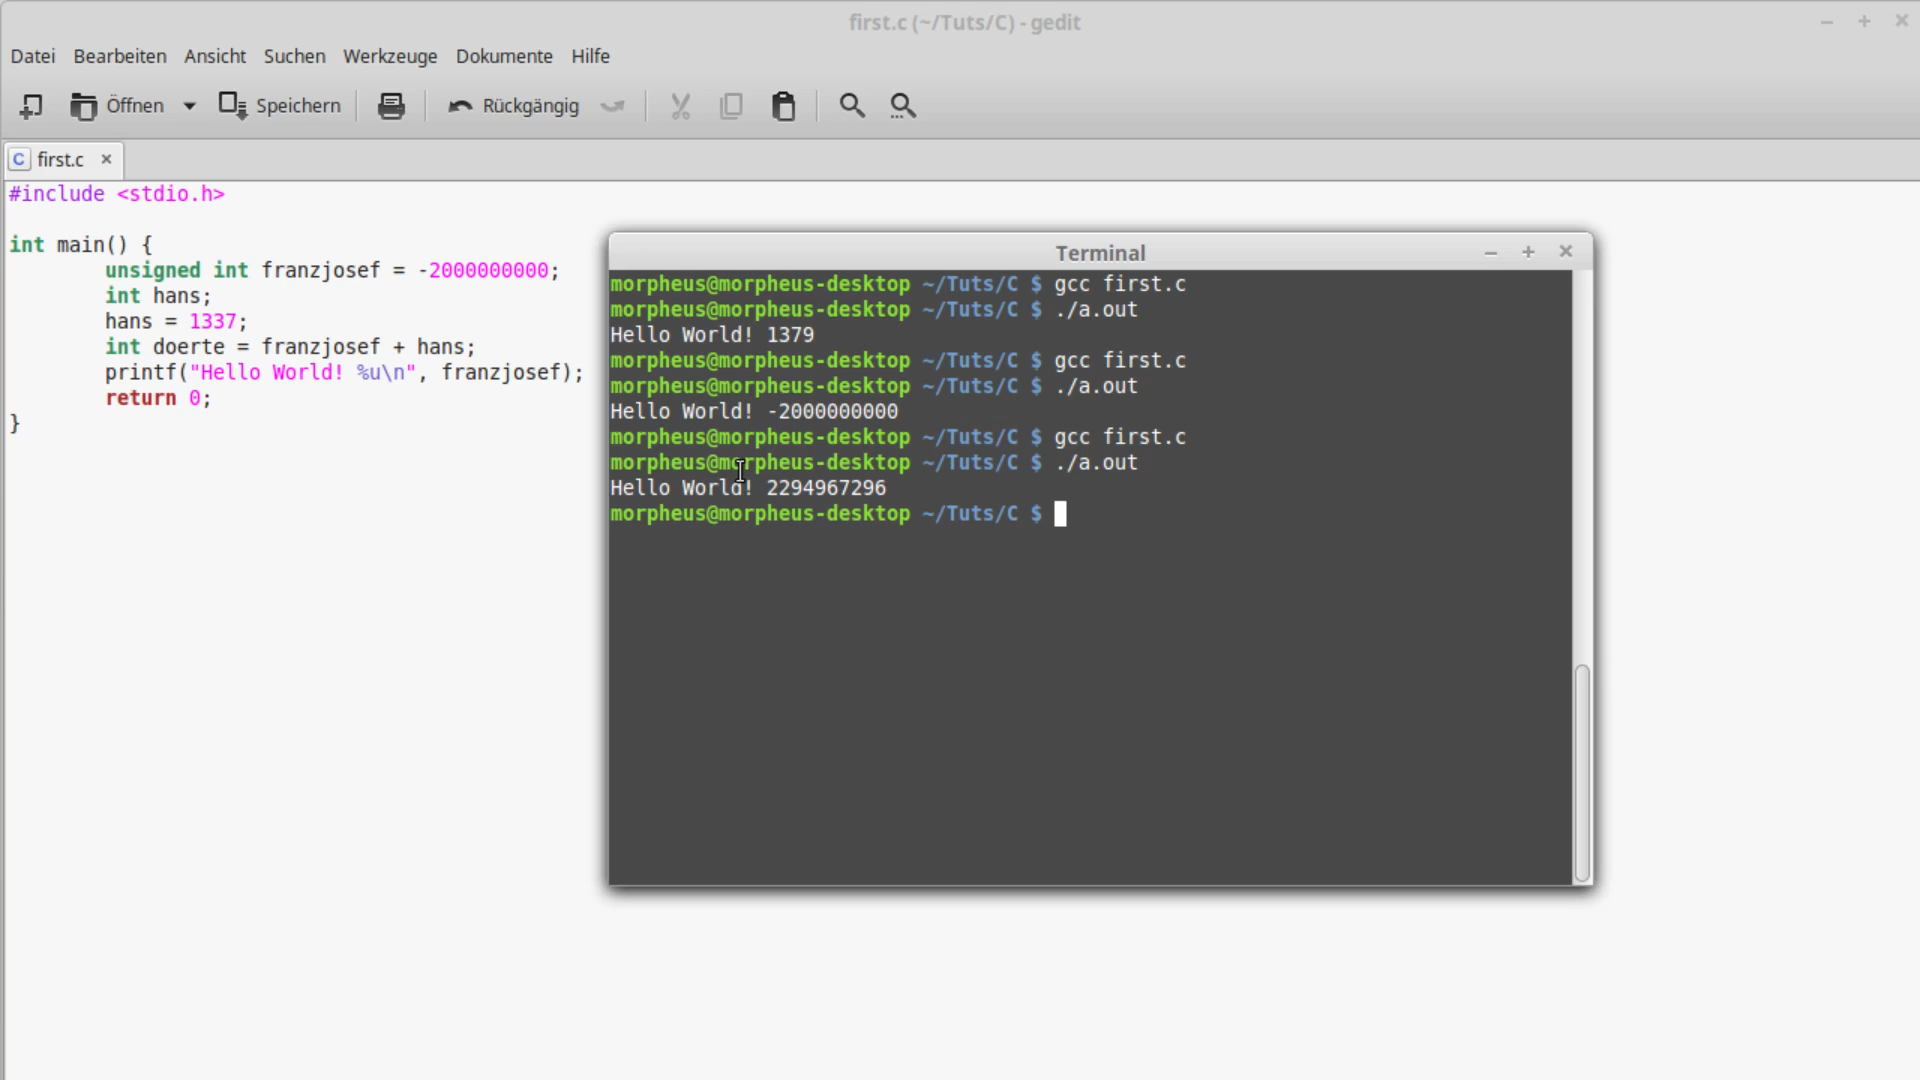 first.c (~/Tuts/C) - gedit
Datei Bearbeiten Ansicht Suchen Werkzeuge Dokumente Hilfe
Öffnen Speichern Rückgängig
C first.c
#include <stdio.h>
int main() {
unsigned int franzjosef = -2000000000;
int hans;
hans = 1337;
int doerte = franzjosef + hans;
printf("Hello World! %u\n", franzjosef);
return 0;
}
Terminal
morpheus@morpheus-desktop ~/Tuts/C $ gcc first.c
morpheus@morpheus-desktop ~/Tuts/C $ ./a.out
Hello World! 1379
morpheus@morpheus-desktop ~/Tuts/C $ gcc first.c
morpheus@morpheus-desktop ~/Tuts/C $ ./a.out
Hello World! -2000000000
morpheus@morpheus-desktop ~/Tuts/C $ gcc first.c
morpheus@morpheus-desktop ~/Tuts/C $ ./a.out
Hello World! 2294967296
morpheus@morpheus-desktop ~/Tuts/C $